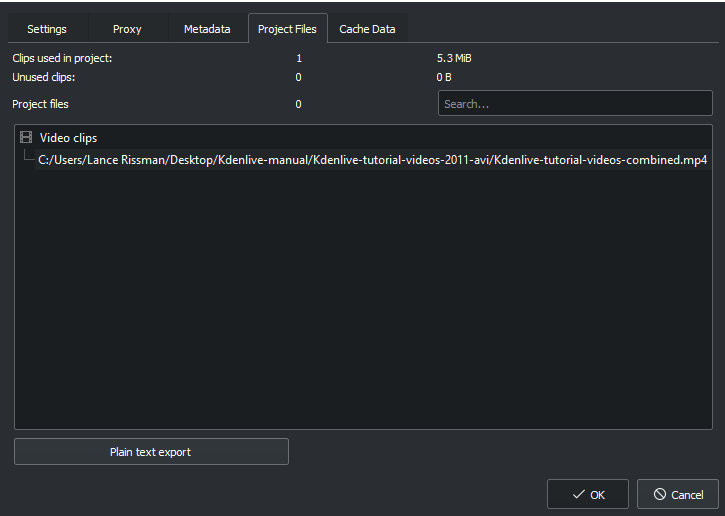 Settings Proxy Metadata Project Files Cache Data
Clips used in project: 1 5.3 MiB
Unused clips: 0 0 B
Project files 0 Search...
Video clips
C:/Users/Lance Rissman/Desktop/Kdenlive-manual/Kdenlive-tutorial-videos-2011-avi/Kdenlive-tutorial-videos-combined.mp4
Plain text export
OK Cancel